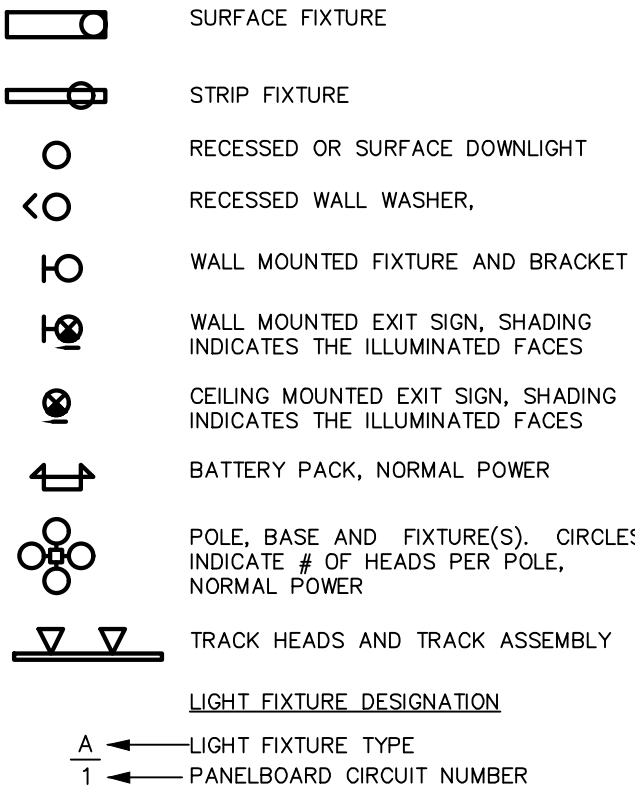 SURFACE FIXTURE
STRIP FIXTURE
RECESSED OR SURFACE DOWNLIGHT
RECESSED WALL WASHER,
WALL MOUNTED FIXTURE AND BRACKET
WALL MOUNTED EXIT SIGN, SHADING
INDICATES THE ILLUMINATED FACES
CEILING MOUNTED EXIT SIGN, SHADING
INDICATES THE ILLUMINATED FACES
BATTERY PACK, NORMAL POWER
POLE, BASE AND FIXTURE(S). CIRCLES
INDICATE # OF HEADS PER POLE,
NORMAL POWER
TRACK HEADS AND TRACK ASSEMBLY
LIGHT FIXTURE DESIGNATION
A LIGHT FIXTURE TYPE
1 PANELBOARD CIRCUIT NUMBER